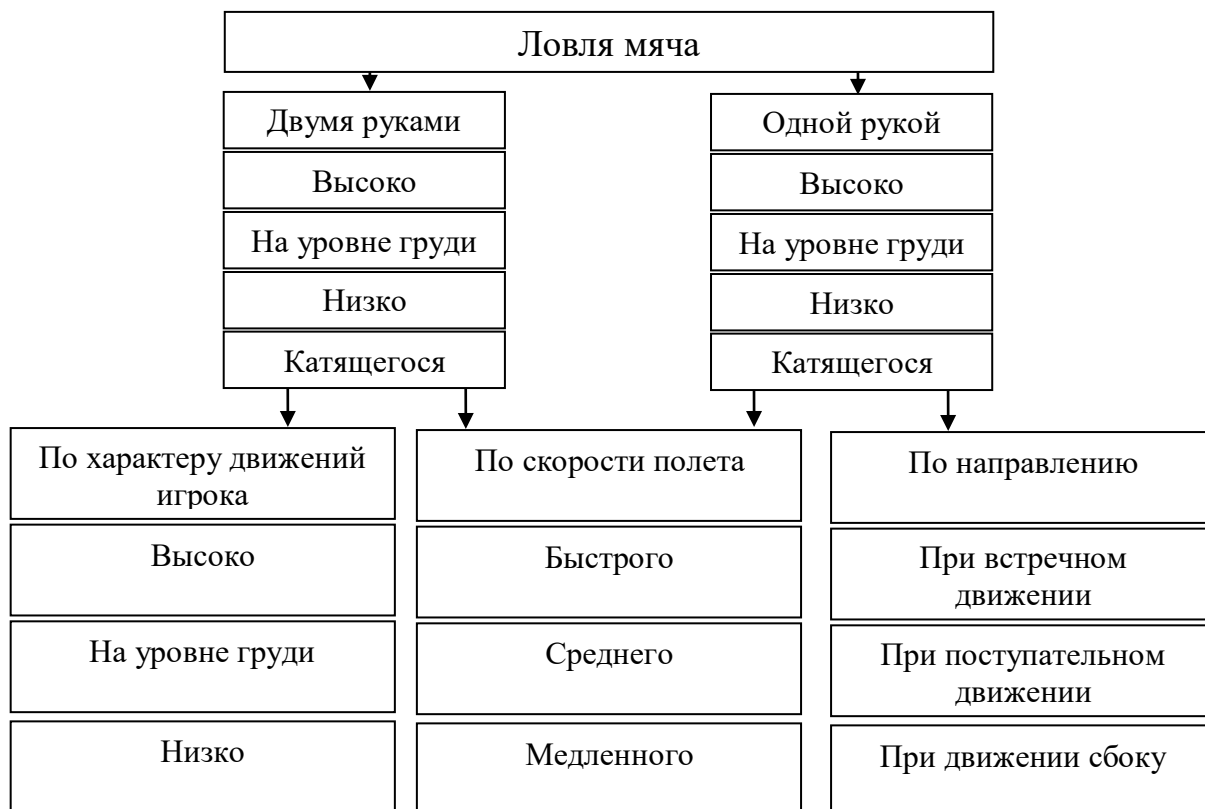 Ловля мяча
Двумя руками
Высоко
На уровне груди
Низко
Катящегося
Одной рукой
Высоко
На уровне груди
Низко
Катящегося
По характеру движений
игрока
Высоко
На уровне груди
Низко
По скорости полета
Быстрого
Среднего
Медленного
По направлению
При встречном
движении
При поступательном
движении
При движении сбоку